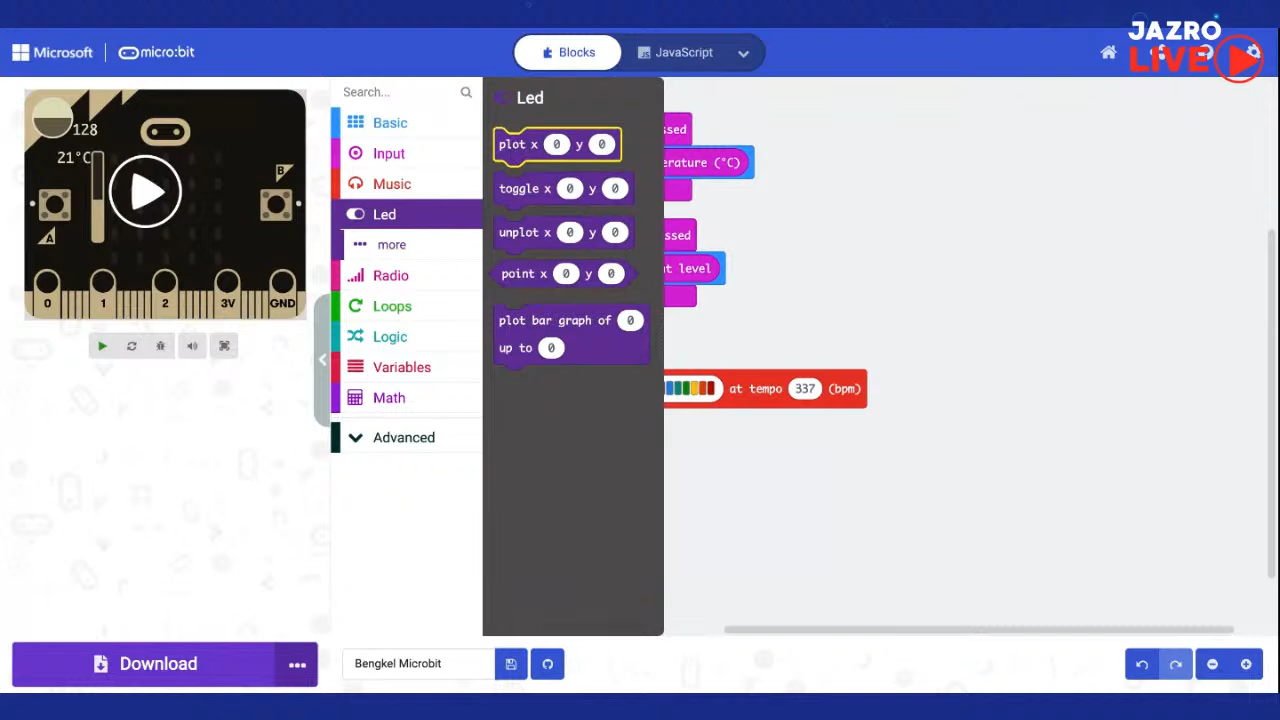 JAZRO
LIVE
Microsoft
micro:bit
Blocks
JavaScript
128
21°C
B
A
0
1
2
3V
GND
Search...
Basic
Input
Music
Led
more
Radio
Loops
Logic
Variables
Math
Advanced
Led
plot x 0 y 0
toggle x 0 y 0
unplot x 0 y 0
point x 0 y 0
plot bar graph of 0
up to 0
ssed
erature (°C)
ssed
t level
at tempo 337 (bpm)
Download
Bengkel Microbit